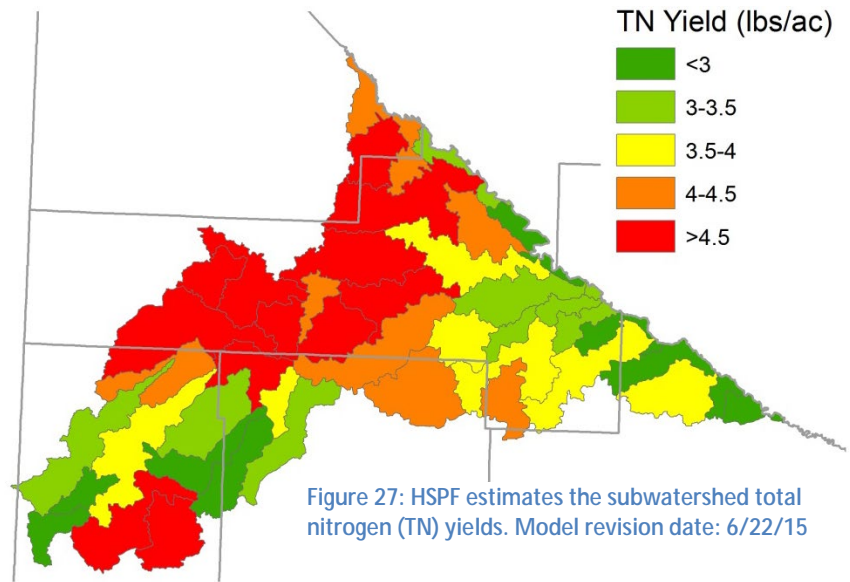 TN Yield (lbs/ac)
<3
3-3.5
3.5-4
4-4.5
>4.5
Figure 27: HSPF estimates the subwatershed total
nitrogen (TN) yields. Model revision date: 6/22/15